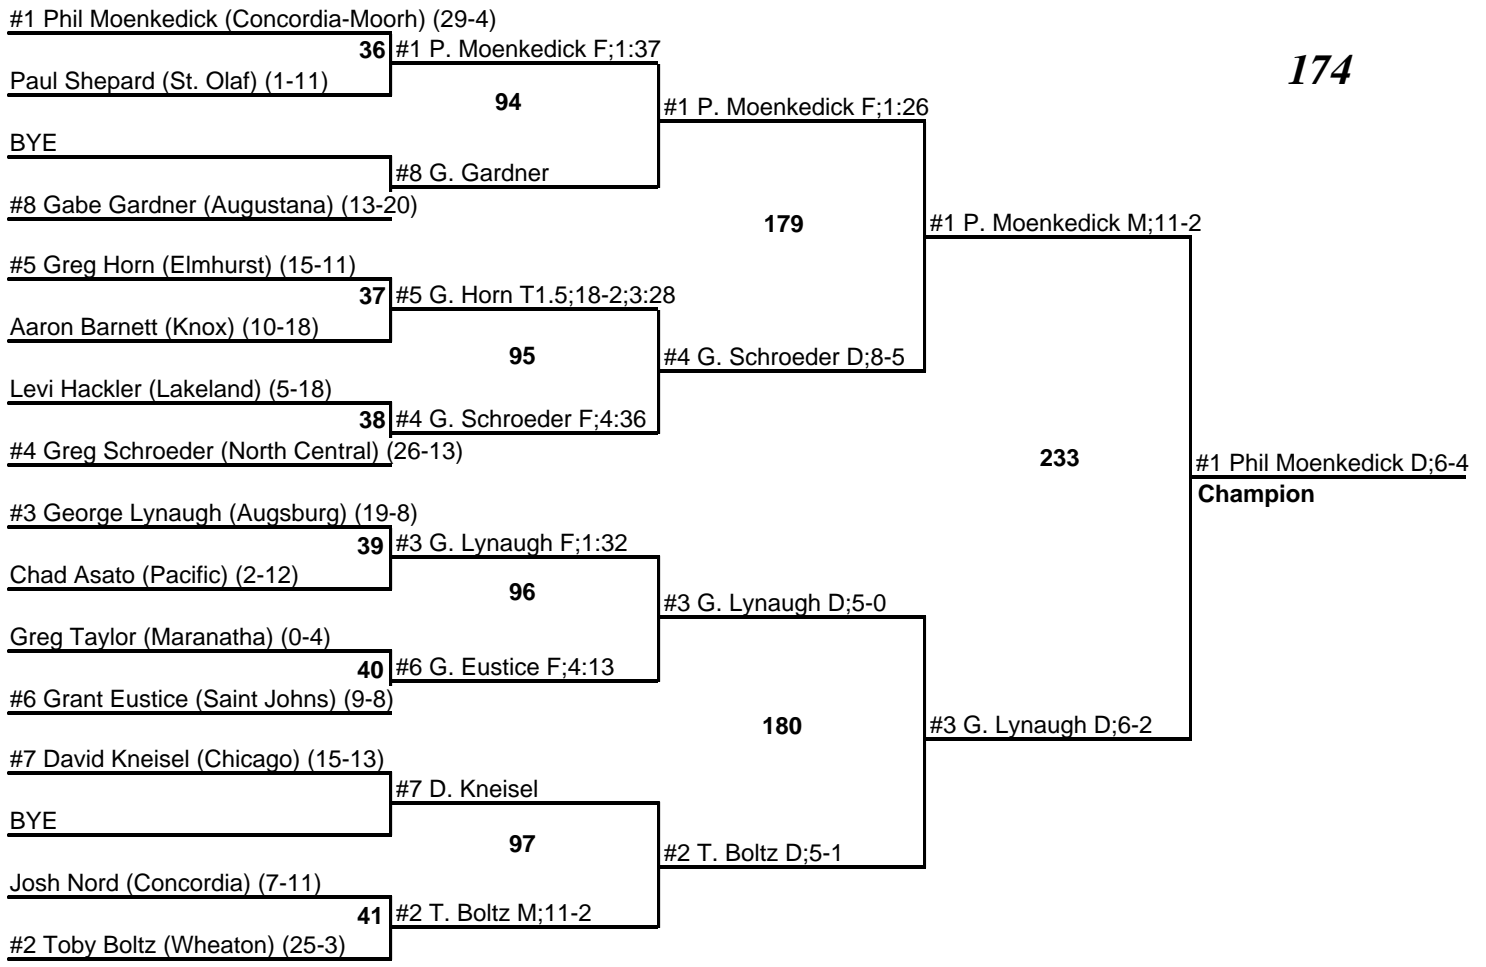 #1 Phil Moenkedick (Concordia-Moorh) (29-4)
36
#1 P. Moenkedick F;1:37
174
Paul Shepard (St. Olaf) (1-11)
94
#1 P. Moenkedick F;1:26
BYE
#8 G. Gardner
#8 Gabe Gardner (Augustana) (13-20)
179
#1 P. Moenkedick M;11-2
#5 Greg Horn (Elmhurst) (15-11)
37
#5 G. Horn T1.5;18-2;3:28
Aaron Barnett (Knox) (10-18)
95
#4 G. Schroeder D;8-5
Levi Hackler (Lakeland) (5-18)
38
#4 G. Schroeder F;4:36
#4 Greg Schroeder (North Central) (26-13)
233
#1 Phil Moenkedick D;6-4
Champion
#3 George Lynaugh (Augsburg) (19-8)
39
#3 G. Lynaugh F;1:32
Chad Asato (Pacific) (2-12)
96
#3 G. Lynaugh D;5-0
Greg Taylor (Maranatha) (0-4)
40
#6 G. Eustice F;4:13
#6 Grant Eustice (Saint Johns) (9-8)
180
#3 G. Lynaugh D;6-2
#7 David Kneisel (Chicago) (15-13)
#7 D. Kneisel
BYE
97
#2 T. Boltz D;5-1
Josh Nord (Concordia) (7-11)
41
#2 T. Boltz M;11-2
#2 Toby Boltz (Wheaton) (25-3)